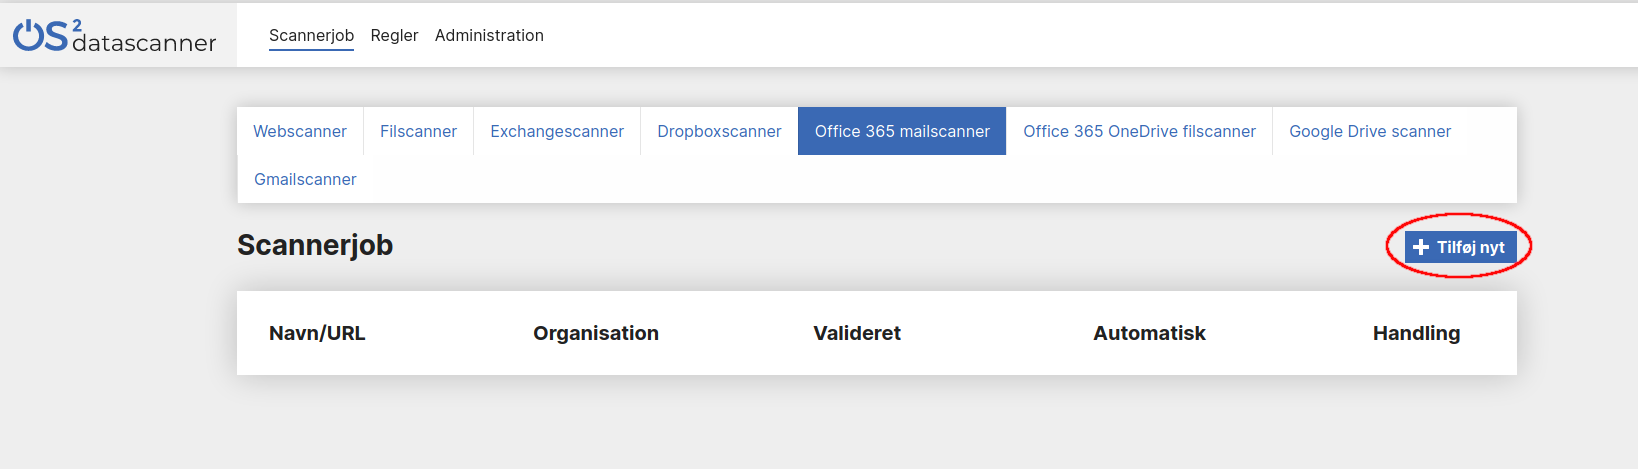 OS2 datascanner
Scannerjob Regler Administration
Webscanner Filscanner Exchangescanner Dropboxscanner Office 365 mailscanner Office 365 OneDrive filscanner Google Drive scanner
Gmailscanner
Scannerjob
Tilføj nyt
Navn/URL Organisation Valideret Automatisk Handling